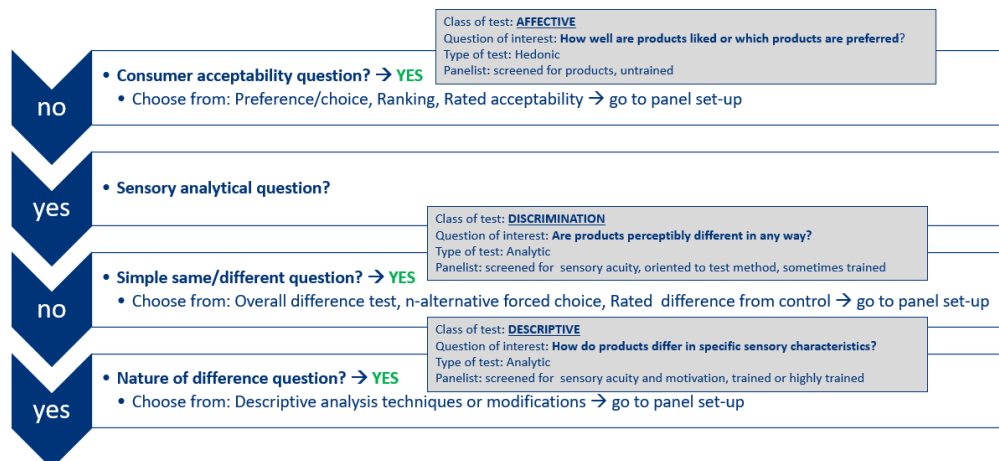 Class of test: AFFECTIVE
Question of interest: How well are products liked or which products are preferred?
Type of test: Hedonic
Panelist: screened for products, untrained
no
• Consumer acceptability question? → YES
• Choose from: Preference/choice, Ranking, Rated acceptability → go to panel set-up
yes
• Sensory analytical question?
Class of test: DISCRIMINATION
Question of interest: Are products perceptibly different in any way?
Type of test: Analytic
Panelist: screened for  sensory acuity, oriented to test method, sometimes trained
no
• Simple same/different question? → YES
• Choose from: Overall difference test, n-alternative forced choice, Rated  difference from control → go to panel set-up
Class of test: DESCRIPTIVE
Question of interest: How do products differ in specific sensory characteristics?
Type of test: Analytic
Panelist: screened for  sensory acuity and motivation, trained or highly trained
yes
• Nature of difference question? → YES
• Choose from: Descriptive analysis techniques or modifications → go to panel set-up